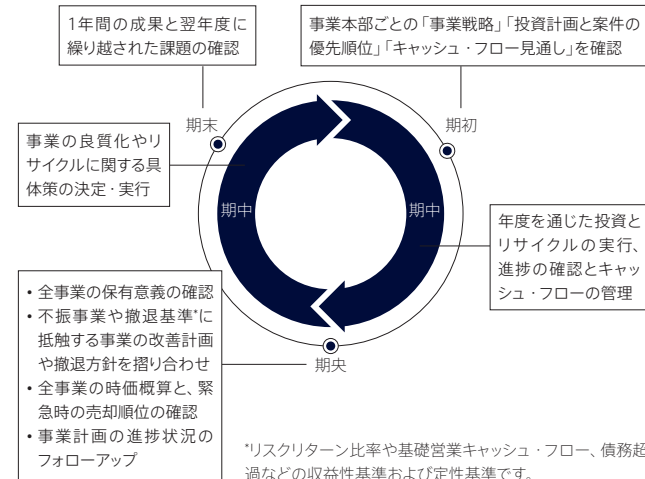 1年間の成果と翌年度に
繰り越された課題の確認
事業本部ごとの「事業戦略」「投資計画と案件の
優先順位」「キャッシュ・フロー見通し」を確認
期末
期初
事業の良質化やリ
サイクルに関する具
体策の決定・実行
期中
期中
年度を通じた投資と
リサイクルの実行、
進捗の確認とキャッ
シュ・フローの管理
• 全事業の保有意義の確認
• 不振事業や撤退基準*に
抵触する事業の改善計画
や撤退方針を摺り合わせ
• 全事業の時価概算と、緊
急時の売却順位の確認
• 事業計画の進捗状況の
フォローアップ
期央
*リスクリターン比率や基礎営業キャッシュ・フロー、債務超
過などの収益性基準および定性基準です。